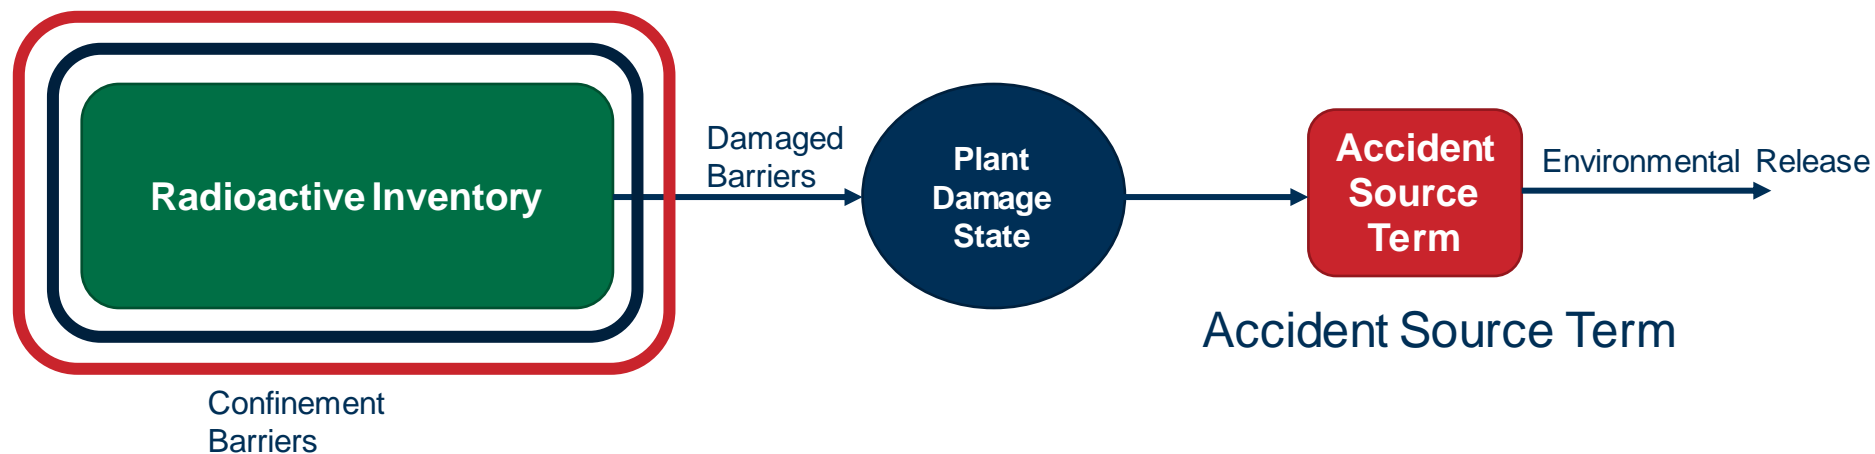 Radioactive Inventory
Confinement
Barriers
Damaged
Barriers
Plant
Damage
State
Accident
Source
Term
Environmental Release
Accident Source Term